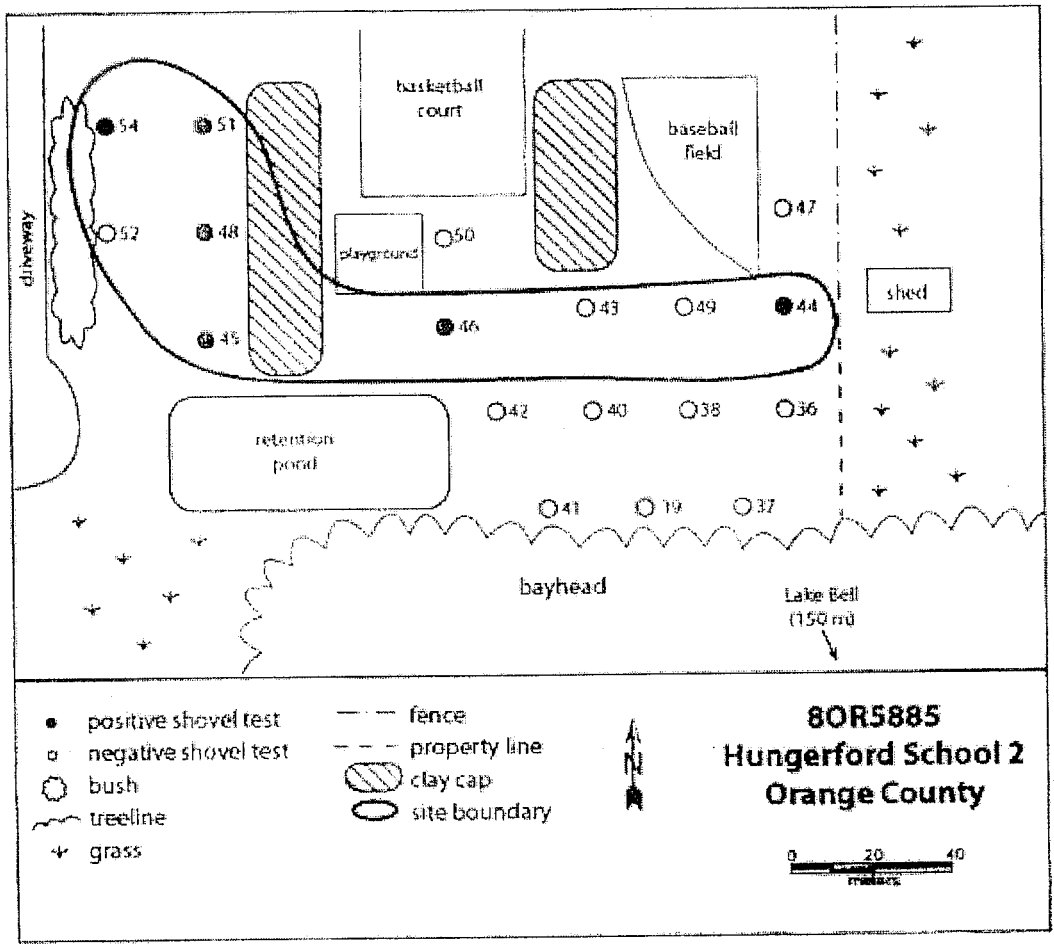 basketball
court
baseball
field
driveway
54
51
52
48
45
playground
50
46
43
49
44
47
shed
42
40
38
36
retention
pond
41
39
37
bayhead
Lake Bell
(150 m)
positive shovel test
negative shovel test
bush
treeline
grass
fence
property line
clay cap
site boundary
N
8OR5885
Hungerford School 2
Orange County
0 20 40
meters